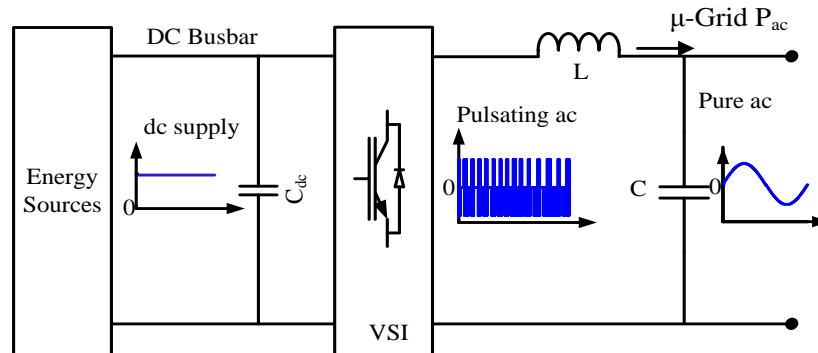 μ-Grid Pac
DC Busbar
L
Pulsating ac
Pure ac
dc supply
Energy
Sources
0
Cdc
0
C
0
VSI